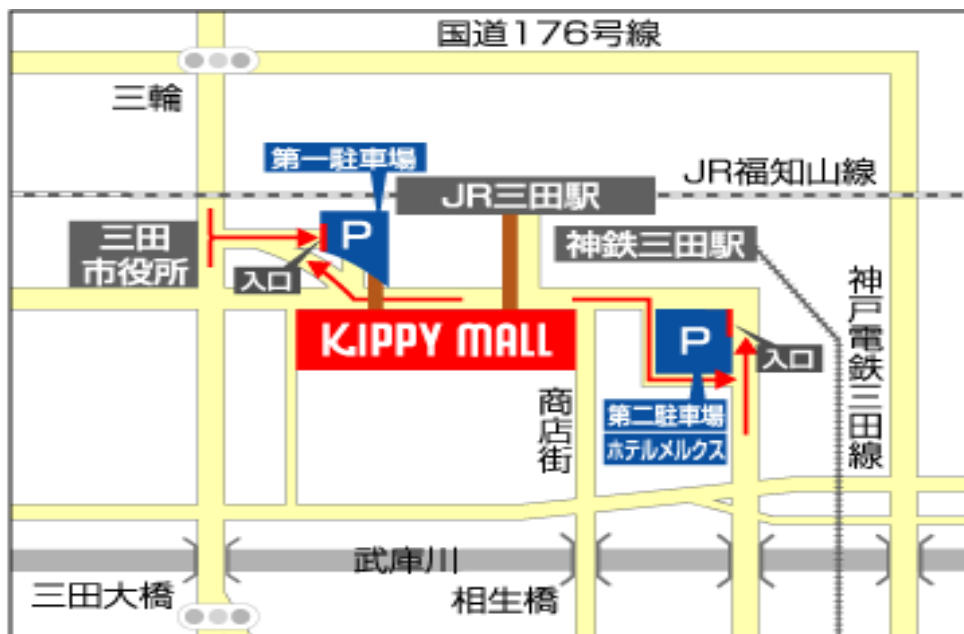 国道176号線
三輪
第一駐車場
JR福知山線
JR三田駅
P
三田
市役所
神鉄三田駅
入口
神戸電鉄三田線
KIPPY MALL
P
入口
商店街
第二駐車場
ホテルメルクス
武庫川
三田大橋
相生橋